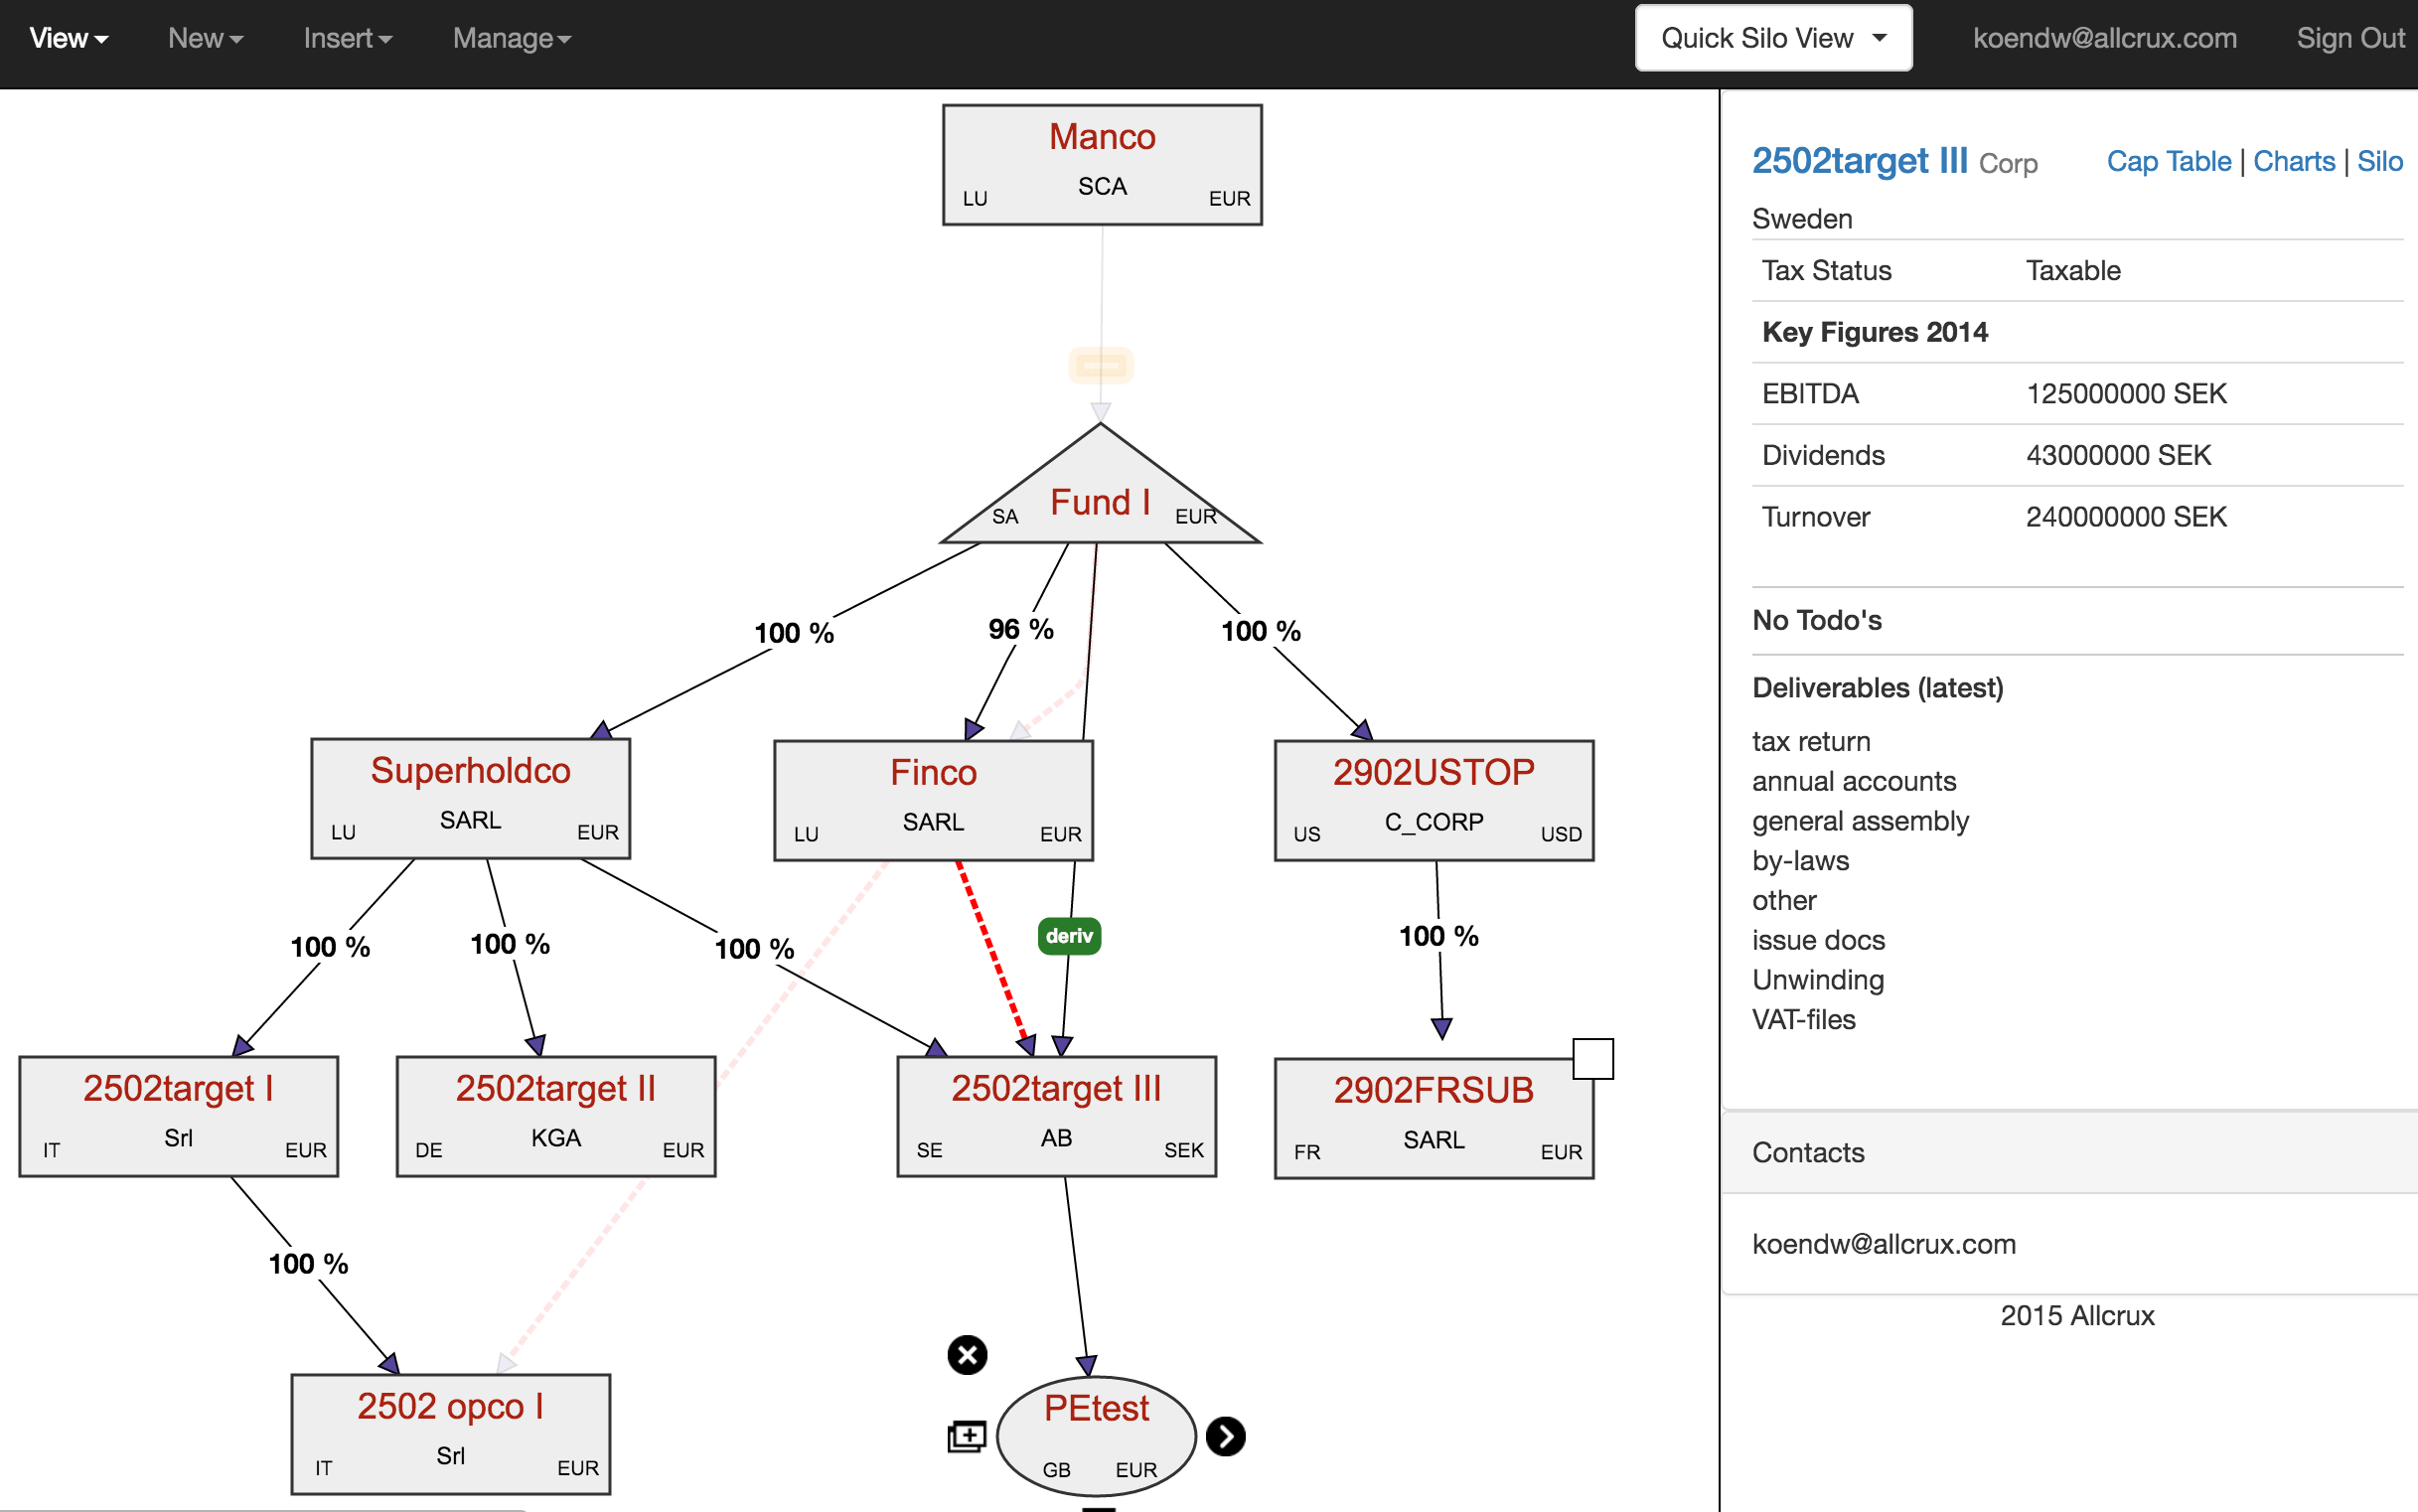 View New Insert Manage Quick Silo View koendw@allcrux.com Sign Out
Manco
SCA
LU EUR
Fund I
SA EUR
100 % 96 % 100 %
Superholdco
SARL
LU EUR
Finco
SARL
LU EUR
2902USTOP
C_CORP
US USD
100 % 100 % 100 % deriv 100 %
2502target I
Srl
IT EUR
2502target II
KGA
DE EUR
2502target III
AB
SE SEK
2902FRSUB
SARL
FR EUR
100 %
2502 opco I
Srl
IT EUR
PEtest
GB EUR
2502target III Corp Cap Table | Charts | Silo
Sweden
Tax Status Taxable
Key Figures 2014
EBITDA 125000000 SEK
Dividends 43000000 SEK
Turnover 240000000 SEK
No Todo's
Deliverables (latest)
tax return
annual accounts
general assembly
by-laws
other
issue docs
Unwinding
VAT-files
Contacts
koendw@allcrux.com
2015 Allcrux